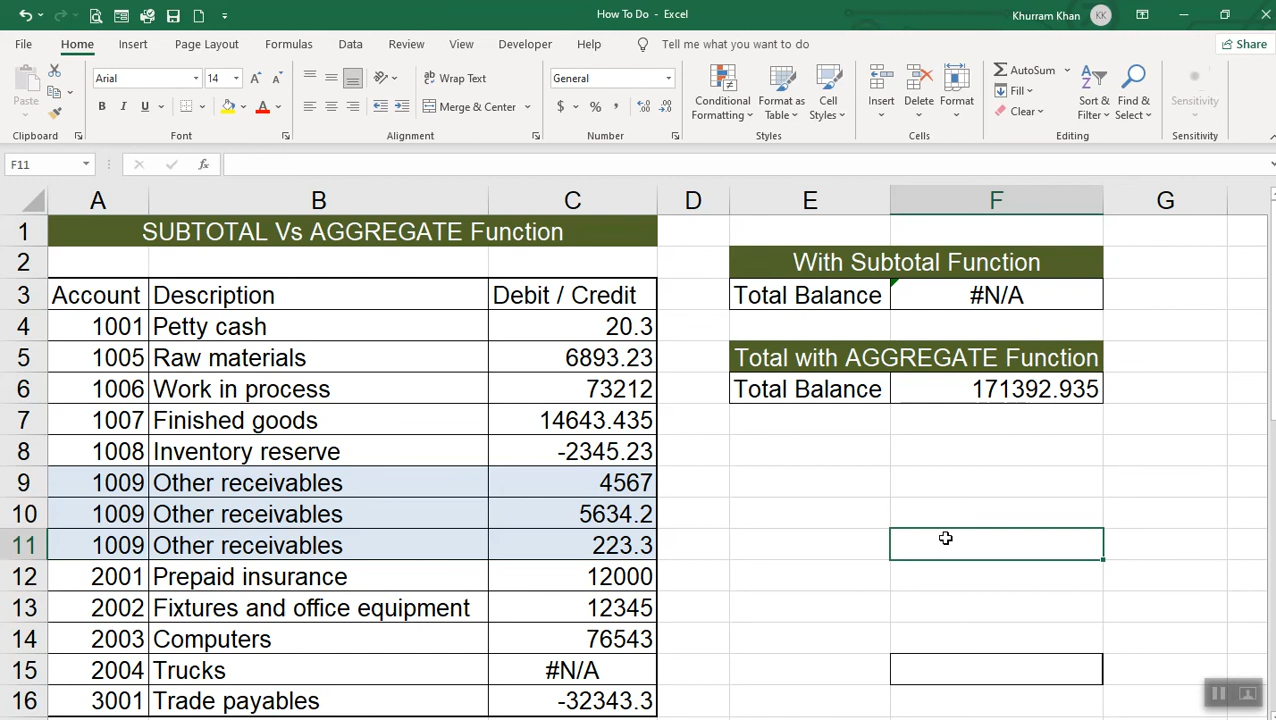 How To Do - Excel
Khurram Khan KK
File Home Insert Page Layout Formulas Data Review View Developer Help Tell me what you want to do Share
Paste
Clipboard
Arial 14
B I U
Font
Wrap Text
Merge & Center
Alignment
General
$ % ,
Number
Conditional Formatting
Format as Table
Cell Styles
Styles
Insert Delete Format
Cells
AutoSum
Fill
Clear
Sort & Filter
Find & Select
Editing
Sensitivity
Sensitivity
F11 fx
A B C D E F G
1 SUBTOTAL Vs AGGREGATE Function
2 With Subtotal Function
3 Account Description Debit / Credit Total Balance #N/A
4 1001 Petty cash 20.3
5 1005 Raw materials 6893.23 Total with AGGREGATE Function
6 1006 Work in process 73212 Total Balance 171392.935
7 1007 Finished goods 14643.435
8 1008 Inventory reserve -2345.23
9 1009 Other receivables 4567
10 1009 Other receivables 5634.2
11 1009 Other receivables 223.3
12 2001 Prepaid insurance 12000
13 2002 Fixtures and office equipment 12345
14 2003 Computers 76543
15 2004 Trucks #N/A
16 3001 Trade payables -32343.3